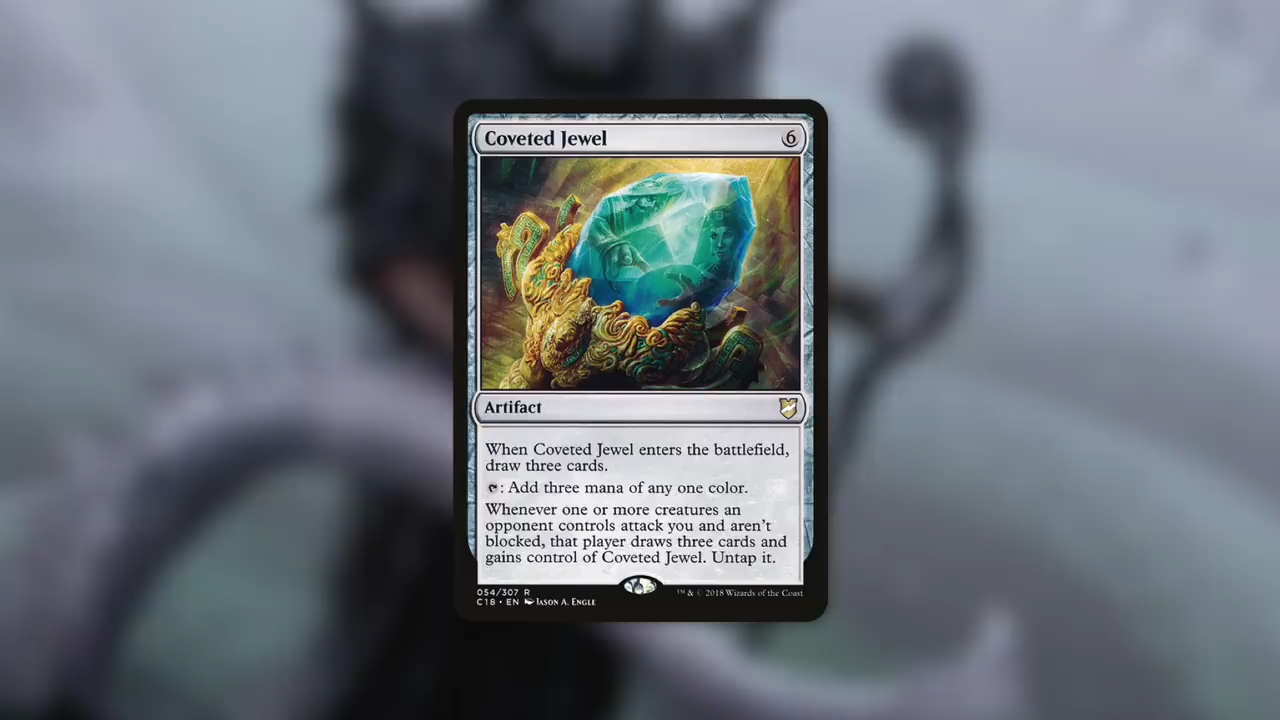 Coveted Jewel 6
Artifact
When Coveted Jewel enters the battlefield,
draw three cards.
: Add three mana of any one color.
Whenever one or more creatures an
opponent controls attack you and aren't
blocked, that player draws three cards and
gains control of Coveted Jewel. Untap it.
054/307 R
C18 • EN Jason A. Engle
™ & © 2018 Wizards of the Coast